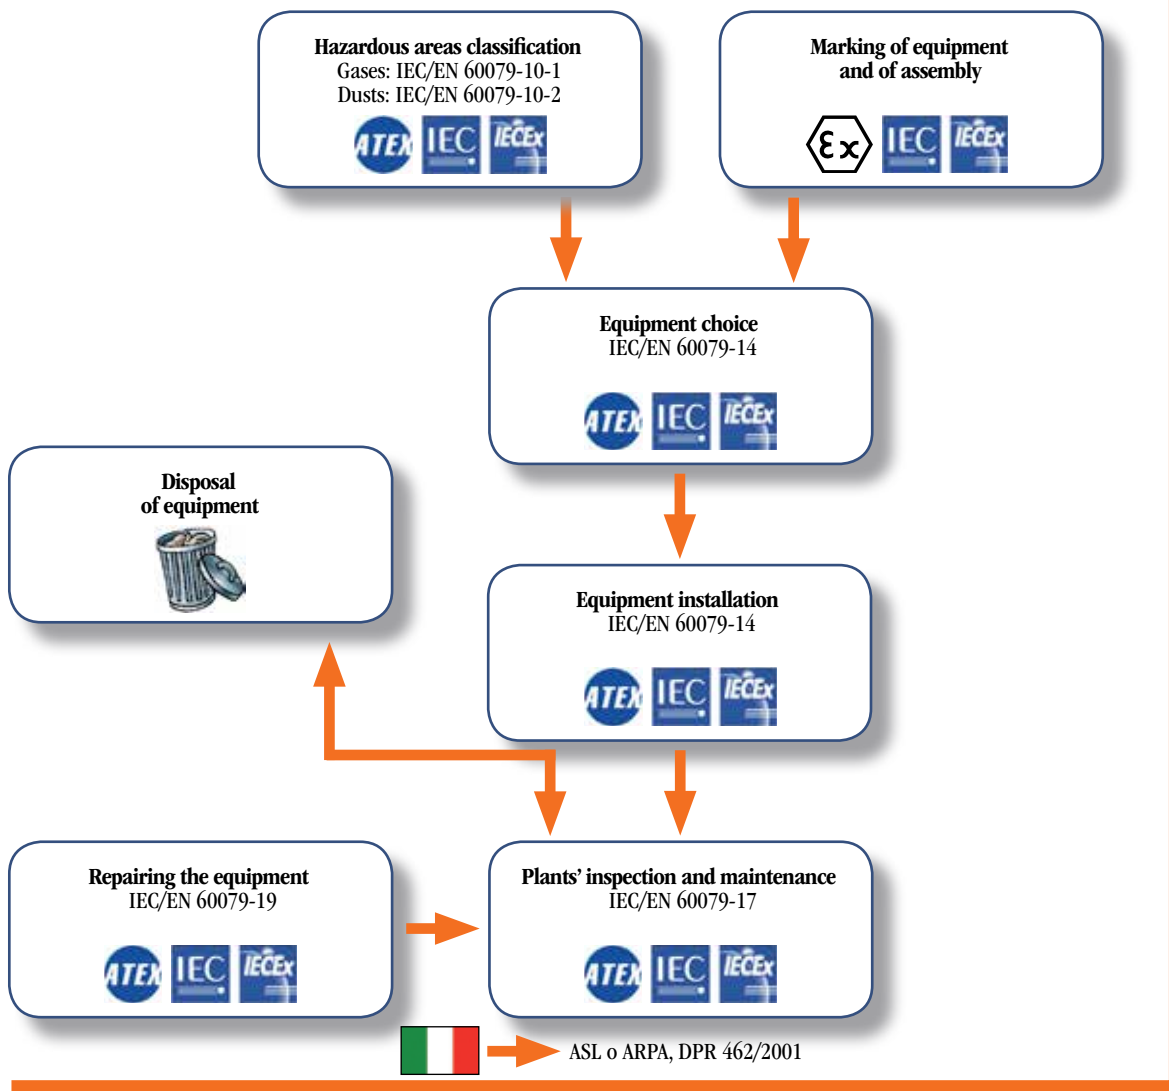 Hazardous areas classification
Gases: IEC/EN 60079-10-1
Dusts: IEC/EN 60079-10-2
ATEX IEC IECEx
Marking of equipment
and of assembly
Ex IEC IECEx
Equipment choice
IEC/EN 60079-14
ATEX IEC IECEx
Disposal
of equipment
Equipment installation
IEC/EN 60079-14
ATEX IEC IECEx
Repairing the equipment
IEC/EN 60079-19
ATEX IEC IECEx
Plants’ inspection and maintenance
IEC/EN 60079-17
ATEX IEC IECEx
ASL o ARPA, DPR 462/2001